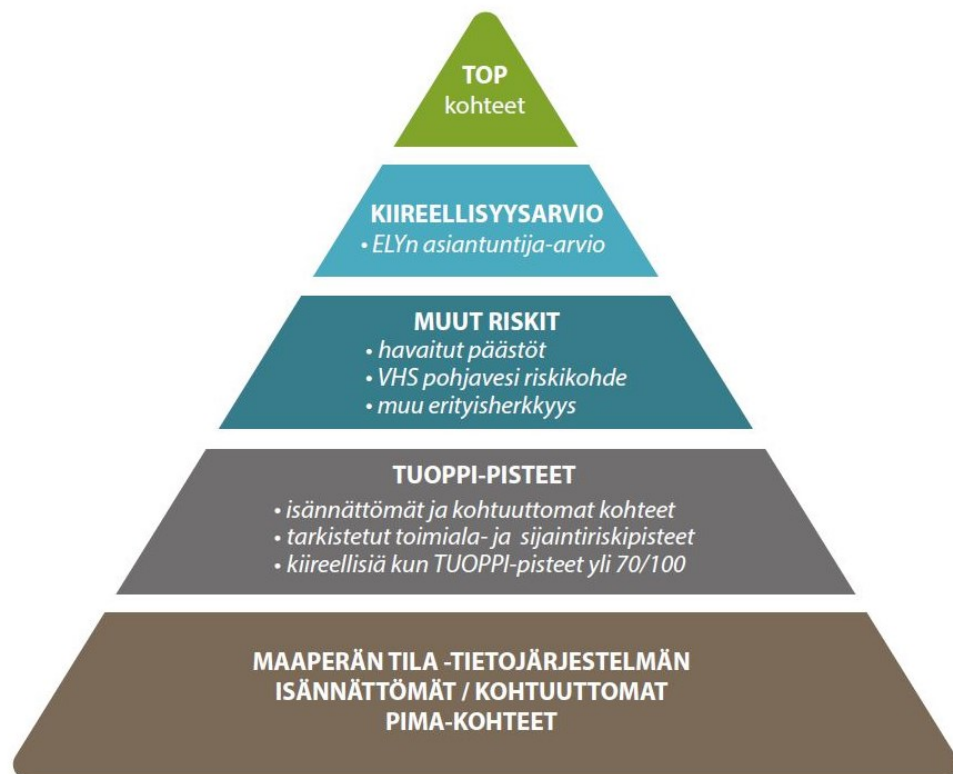 TOP
kohteet
KIIREELLISYYSARVIO
• ELYn asiantuntija-arvio
MUUT RISKIT
• havaitut päästöt
• VHS pohjavesi riskikohde
• muu erityisherkkyys
TUOPPI-PISTEET
• isännättömät ja kohtuuttomat kohteet
• tarkistetut toimiala- ja sijaintiriskipisteet
• kiireellisiä kun TUOPPI-pisteet yli 70/100
MAAPERÄN TILA -TIETOJÄRJESTELMÄN
ISÄNNÄTTÖMÄT / KOHTUUTTOMAT
PIMA-KOHTEET